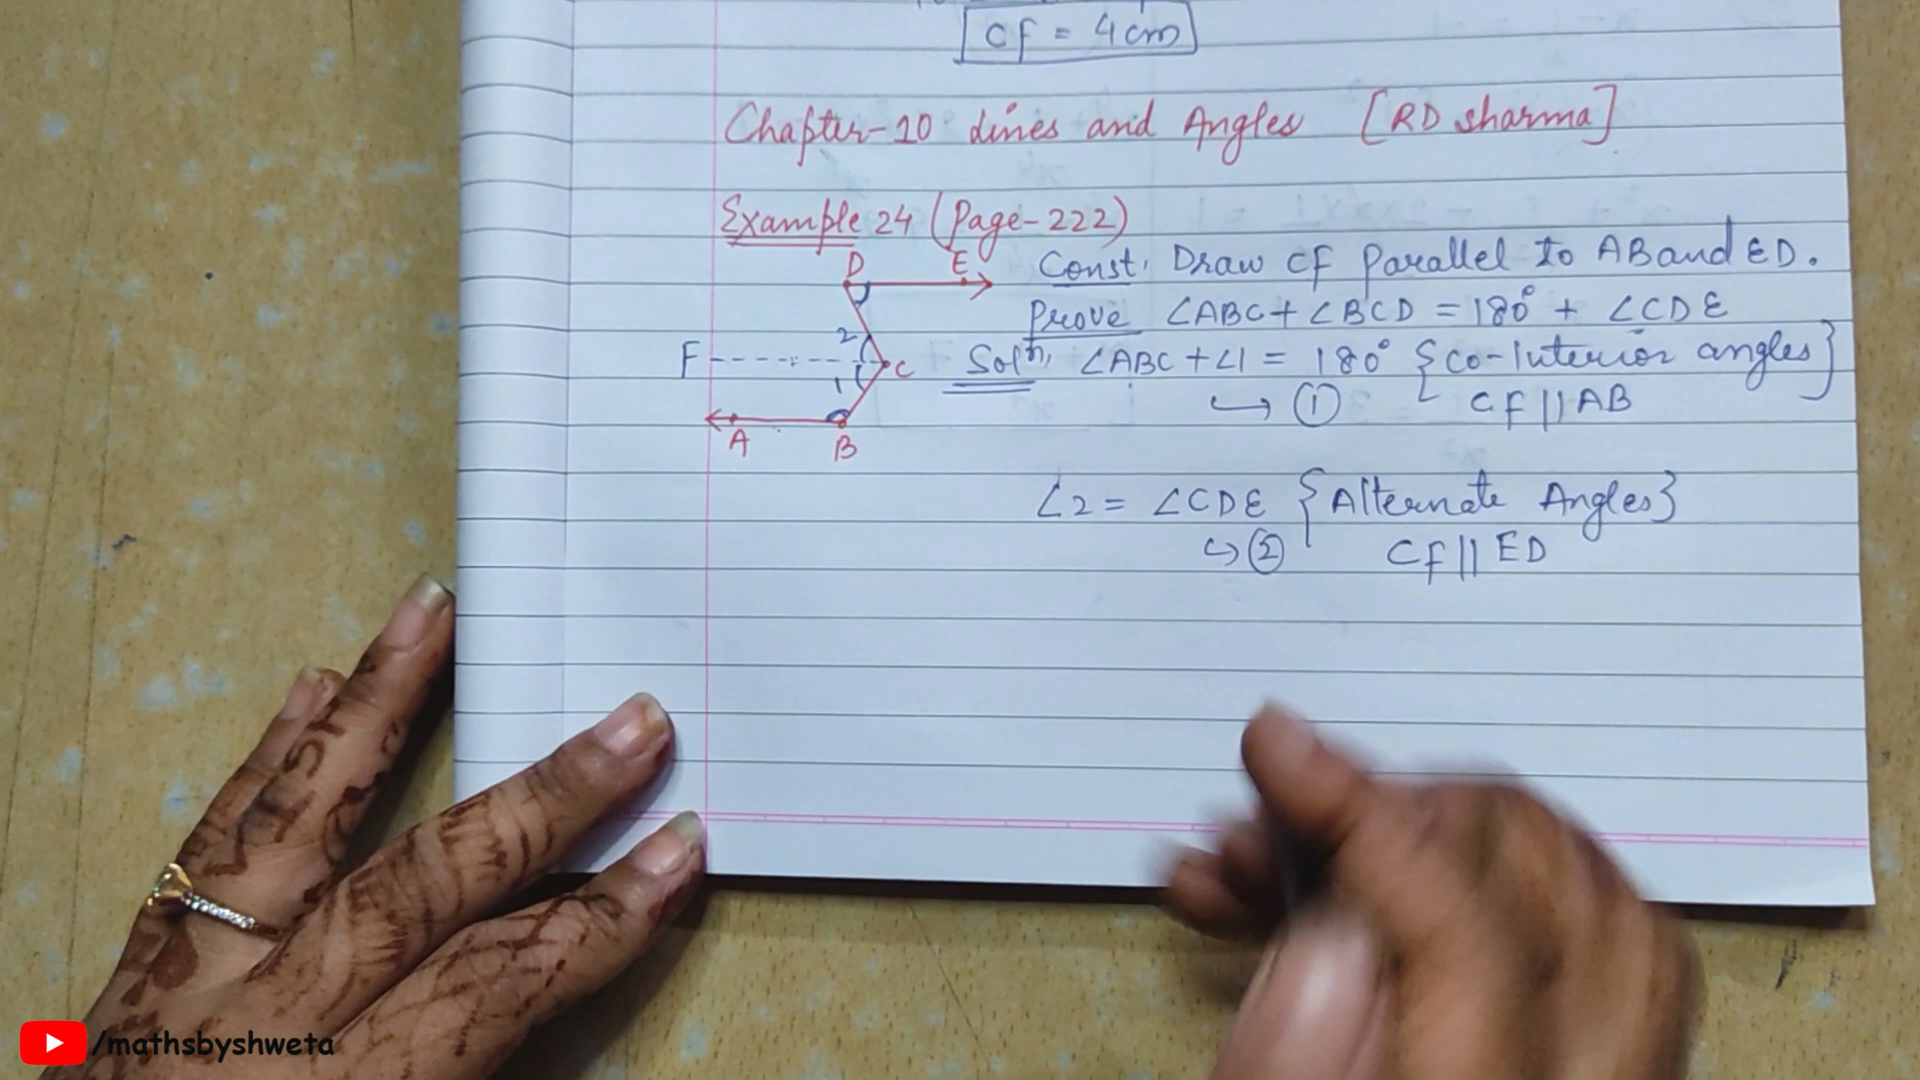 CF = 4cm
Chapter-10 Lines and Angles [RD Sharma]
Example 24 (Page-222)
D E
Const. Draw CF Parallel to AB and ED.
Prove ∠ABC + ∠BCD = 180° + ∠CDE
2
F C
1
Solⁿ, ∠ABC + ∠1 = 180° {Co-Interior angles}
↪ ① CF || AB
A B
∠2 = ∠CDE {Alternate Angles}
↪ ② CF || ED
/mathsbyshweta